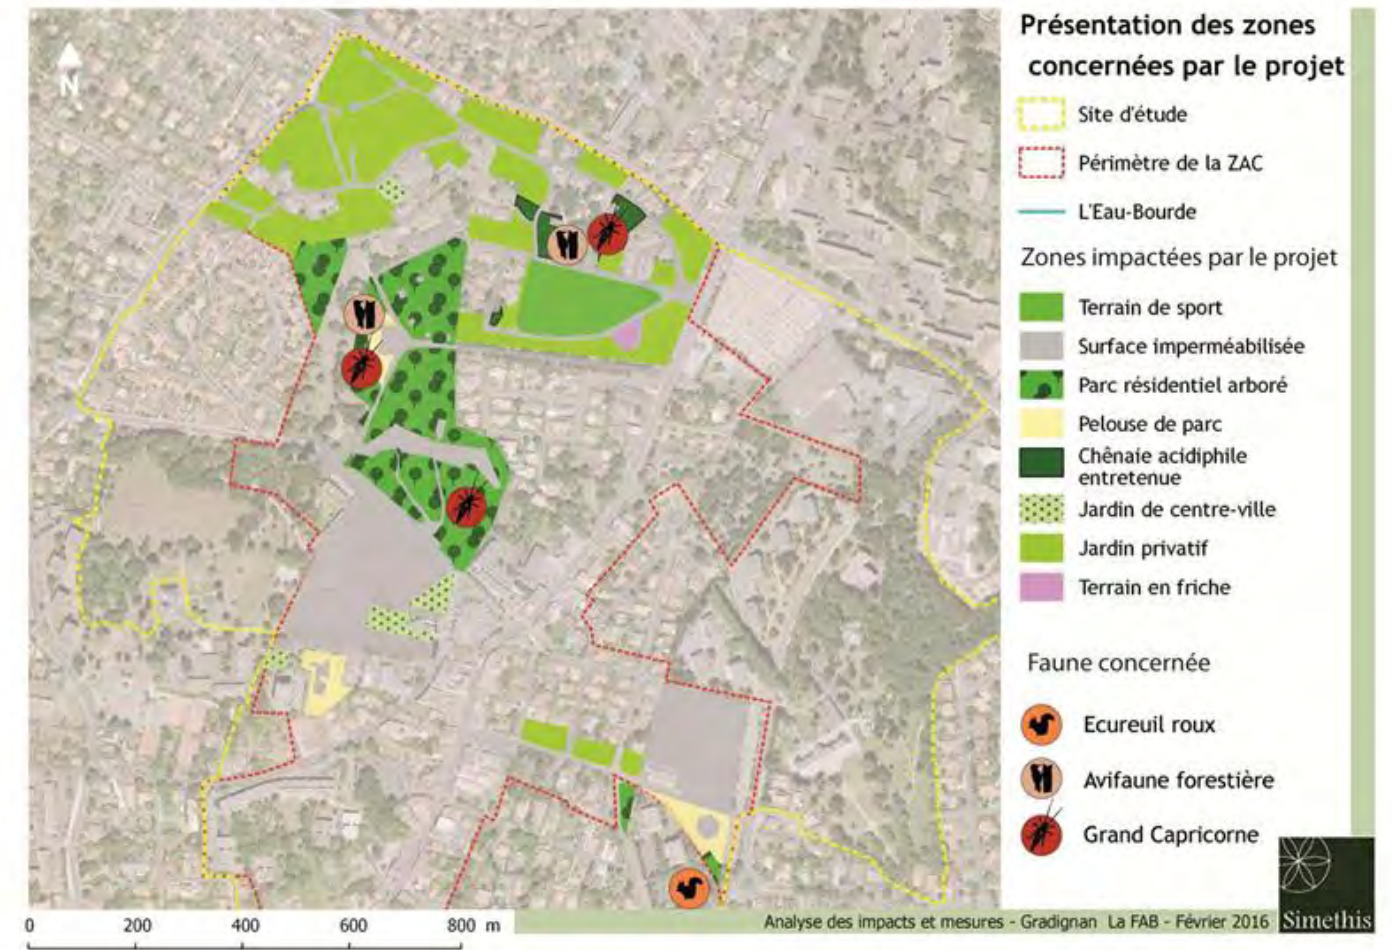 Présentation des zones
concernées par le projet
N
Site d'étude
Périmètre de la ZAC
L'Eau-Bourde
Zones impactées par le projet
Terrain de sport
Surface imperméabilisée
Parc résidentiel arboré
Pelouse de parc
Chênaie acidiphile
entretenue
Jardin de centre-ville
Jardin privatif
Terrain en friche
Faune concernée
Ecureuil roux
Avifaune forestière
Grand Capricorne
0 200 400 600 800 m
Analyse des impacts et mesures - Gradignan La FAB - Février 2016
Simethis